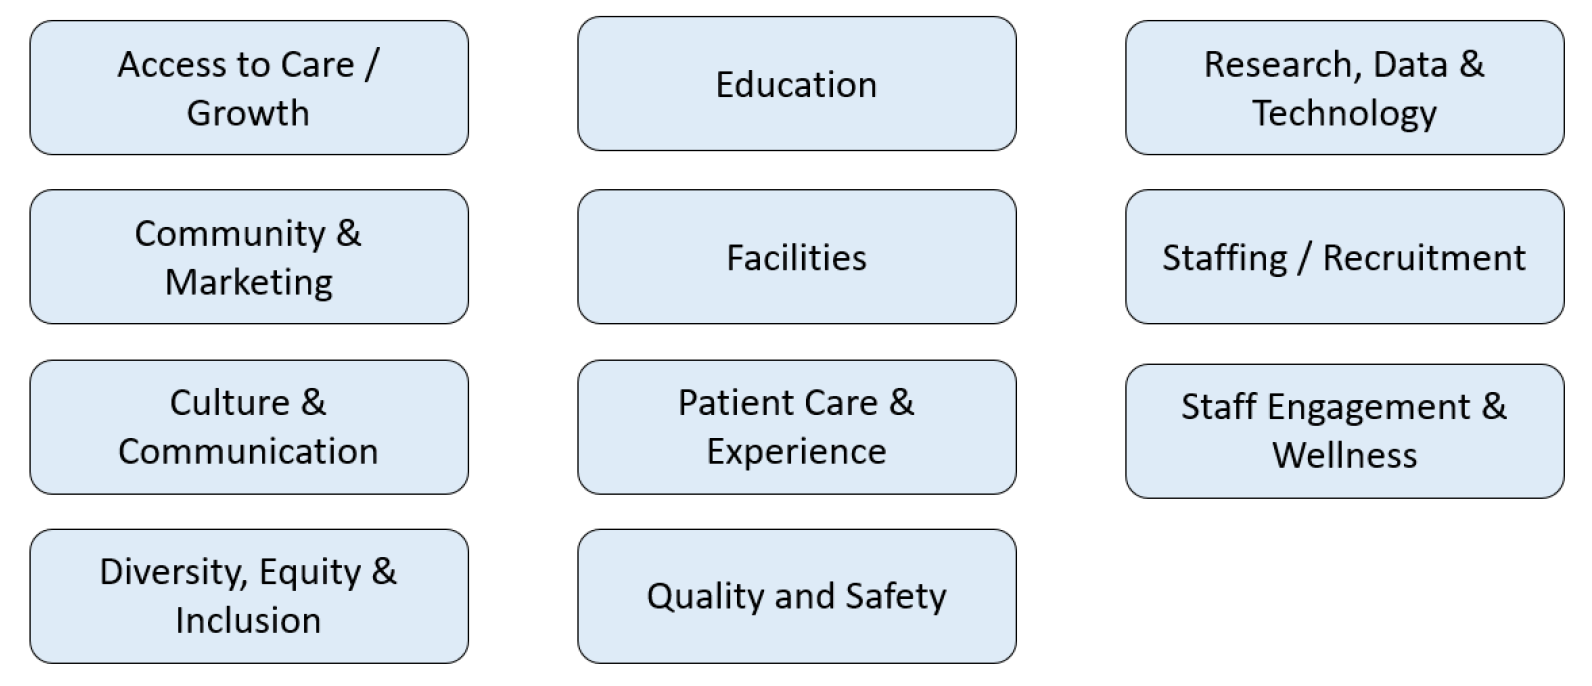 Access to Care /
Growth
Community &
Marketing
Culture &
Communication
Diversity, Equity &
Inclusion
Education
Facilities
Patient Care &
Experience
Quality and Safety
Research, Data &
Technology
Staffing / Recruitment
Staff Engagement &
Wellness